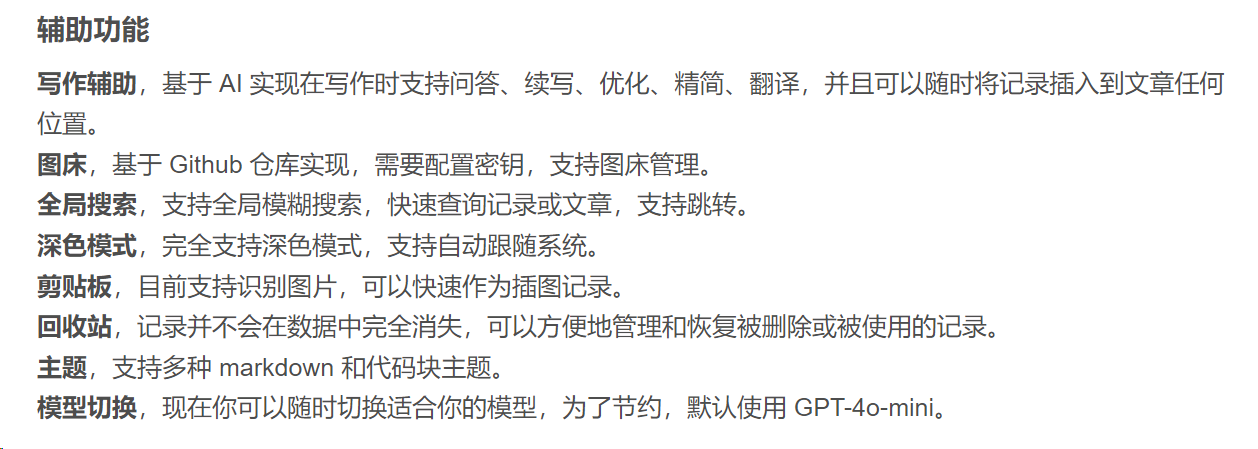 辅助功能
写作辅助，基于 AI 实现在写作时支持问答、续写、优化、精简、翻译，并且可以随时将记录插入到文章任何
位置。
图床，基于 Github 仓库实现，需要配置密钥，支持图床管理。
全局搜索，支持全局模糊搜索，快速查询记录或文章，支持跳转。
深色模式，完全支持深色模式，支持自动跟随系统。
剪贴板，目前支持识别图片，可以快速作为插图记录。
回收站，记录并不会在数据中完全消失，可以方便地管理和恢复被删除或被使用的记录。
主题，支持多种 markdown 和代码块主题。
模型切换，现在你可以随时切换适合你的模型，为了节约，默认使用 GPT-4o-mini。